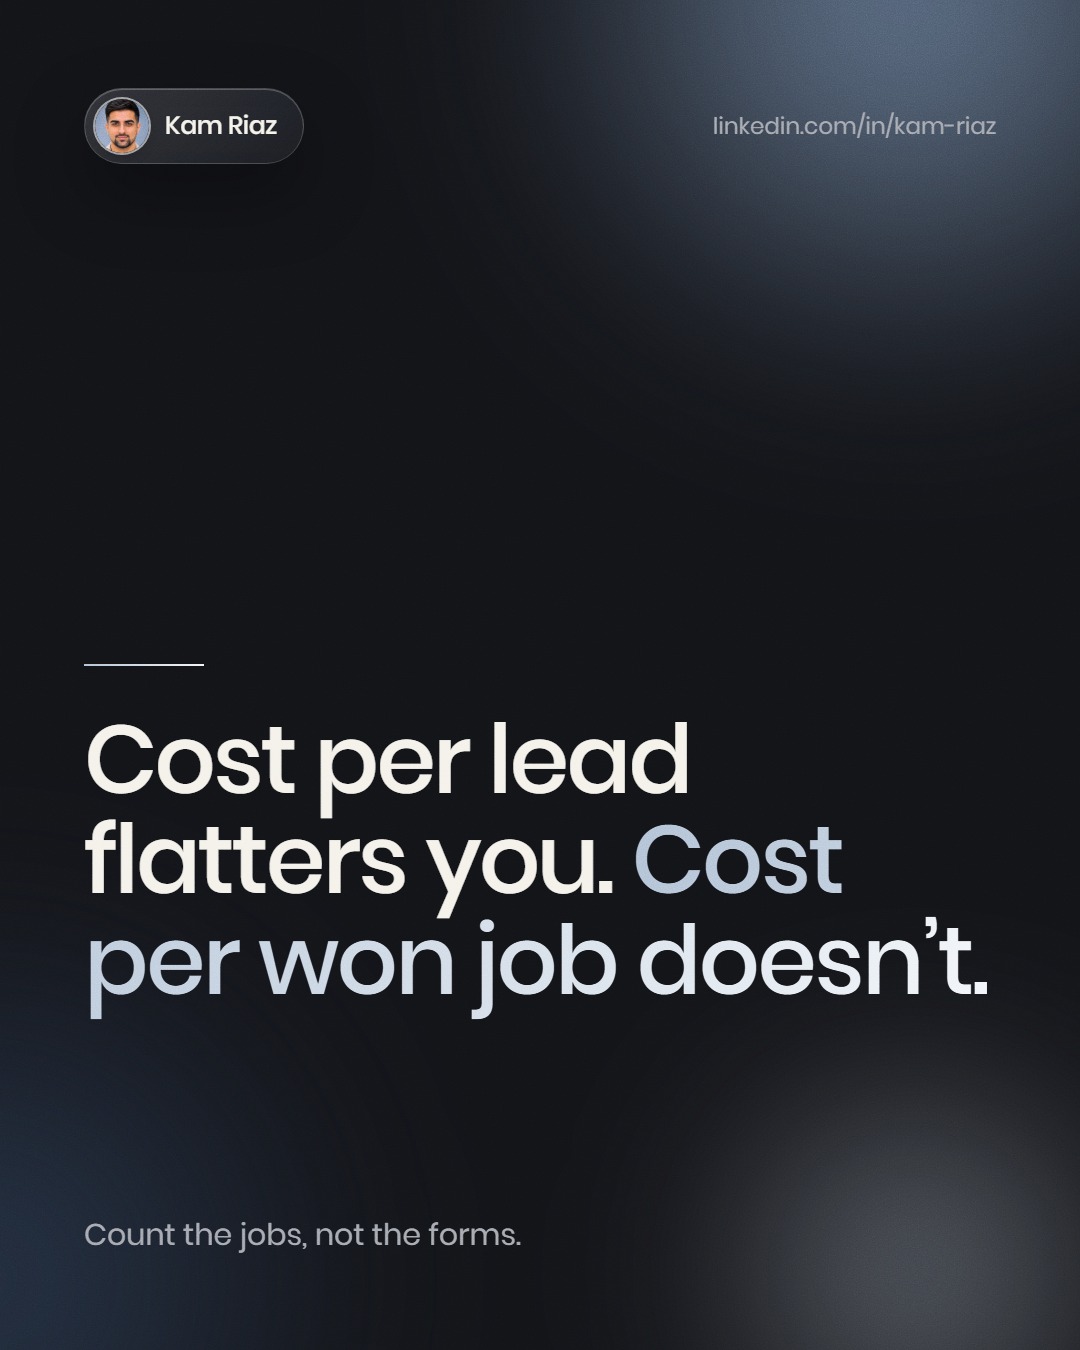 Kam Riaz
linkedin.com/in/kam-riaz
Cost per lead
flatters you. Cost
per won job doesn’t.
Count the jobs, not the forms.